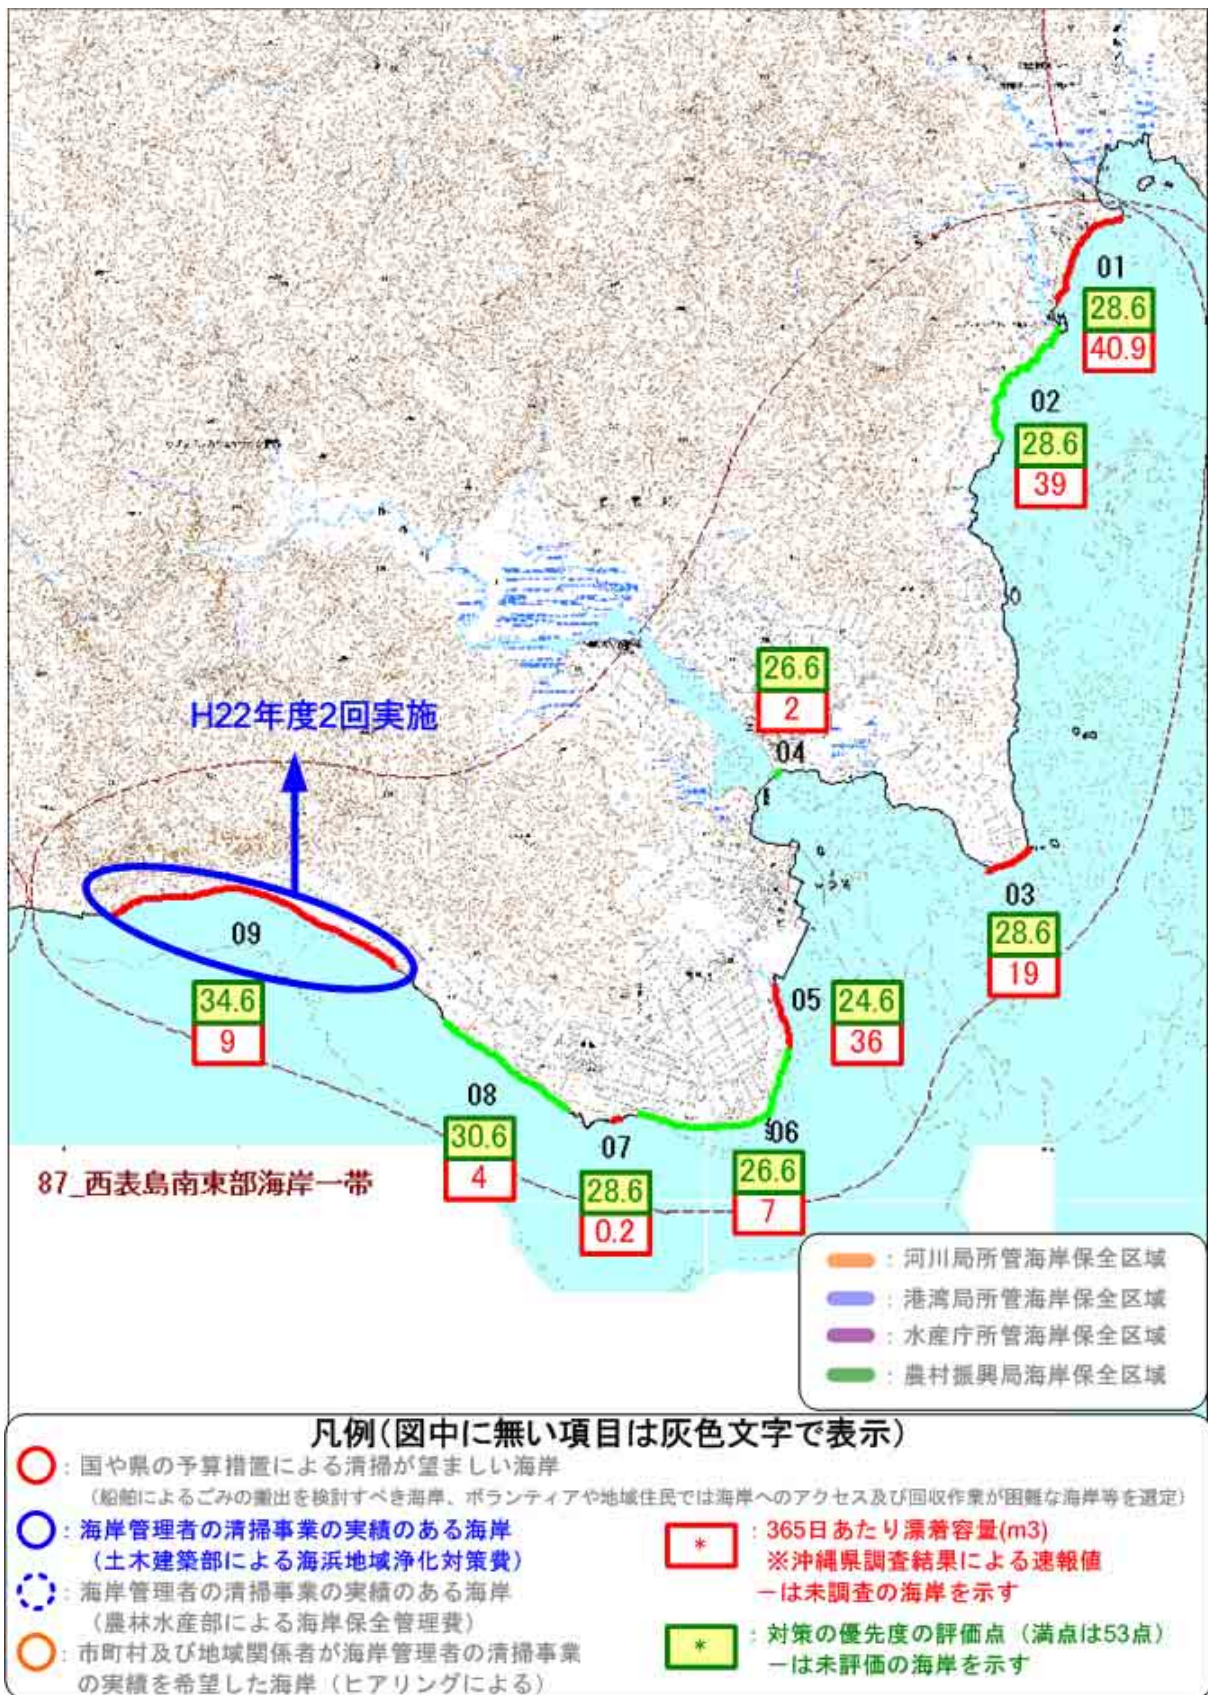 01
28.6
40.9
02
28.6
39
26.6
2
04
H22年度2回実施
03
28.6
19
09
34.6
9
05
24.6
36
08
30.6
4
07
28.6
0.2
06
26.6
7
87_西表島南東部海岸一帯
：河川局所管海岸保全区域
：港湾局所管海岸保全区域
：水産庁所管海岸保全区域
：農村振興局海岸保全区域
凡例(図中に無い項目は灰色文字で表示)
：国や県の予算措置による清掃が望ましい海岸
（船舶によるごみの搬出を検討すべき海岸、ボランティアや地域住民では海岸へのアクセス及び回収作業が困難な海岸等を選定）
：海岸管理者の清掃事業の実績のある海岸
（土木建築部による海浜地域浄化対策費）
：海岸管理者の清掃事業の実績のある海岸
（農林水産部による海岸保全管理費）
：市町村及び地域関係者が海岸管理者の清掃事業
の実績を希望した海岸（ヒアリングによる）
*
：365日あたり漂着容量(m3)
※沖縄県調査結果による速報値
－は未調査の海岸を示す
*
：対策の優先度の評価点（満点は53点）
－は未評価の海岸を示す